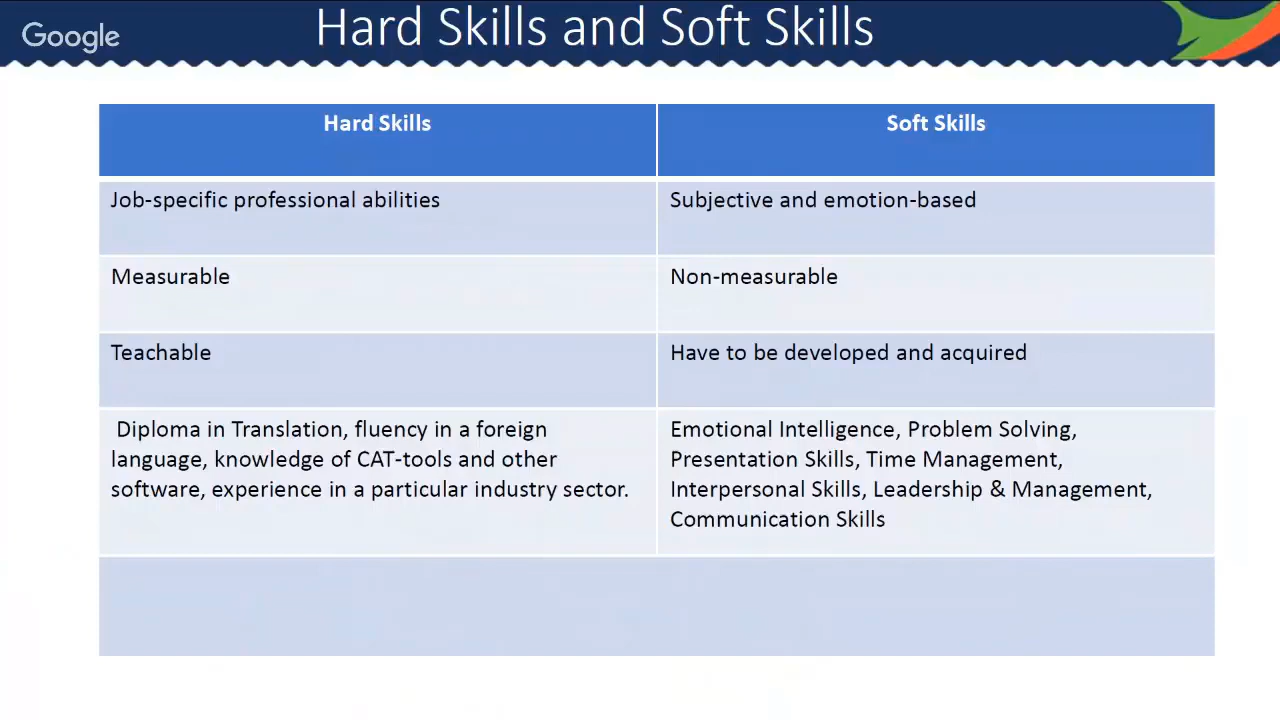 Google
Hard Skills and Soft Skills
Hard Skills
Soft Skills
Job-specific professional abilities
Subjective and emotion-based
Measurable
Non-measurable
Teachable
Have to be developed and acquired
Diploma in Translation, fluency in a foreign
language, knowledge of CAT-tools and other
software, experience in a particular industry sector.
Emotional Intelligence, Problem Solving,
Presentation Skills, Time Management,
Interpersonal Skills, Leadership & Management,
Communication Skills